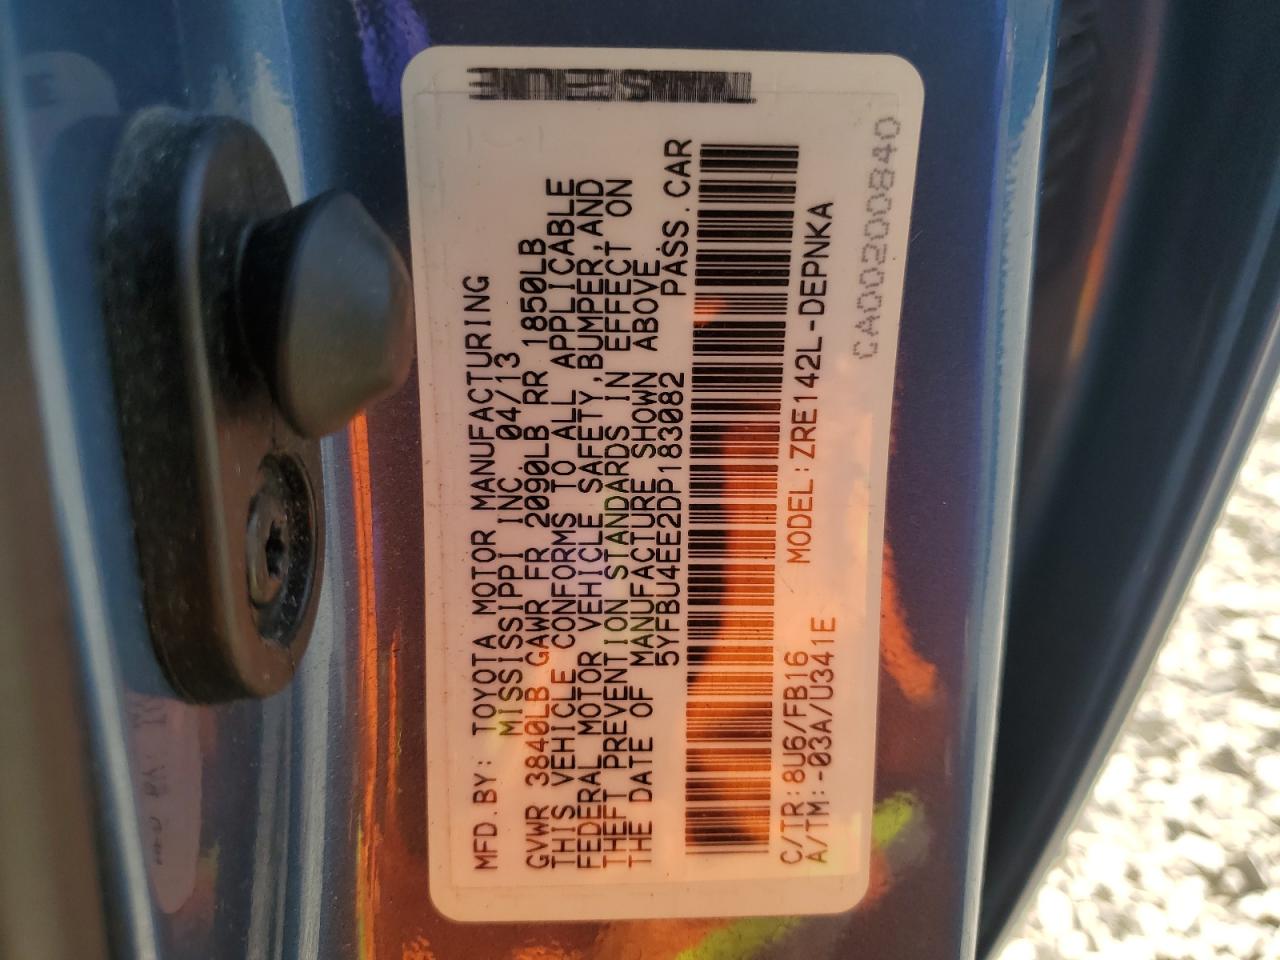 MFD.BY: TOYOTA MOTOR MANUFACTURING
MISSISSIPPI INC. 04/13
GVWR 3840LB GAWR FR 2090LB RR 1850LB
THIS VEHICLE CONFORMS TO ALL APPLICABLE
FEDERAL MOTOR VEHICLE SAFETY,BUMPER,AND
THEFT PREVENTION STANDARDS IN EFFECT ON
THE DATE OF MANUFACTURE SHOWN ABOVE.
5YFBU4EE2DP183082 PASS.CAR
C/TR:8U6/FB16 MODEL:ZRE142L-DEPNKA
A/TM:-03A/U341E
CA00200840